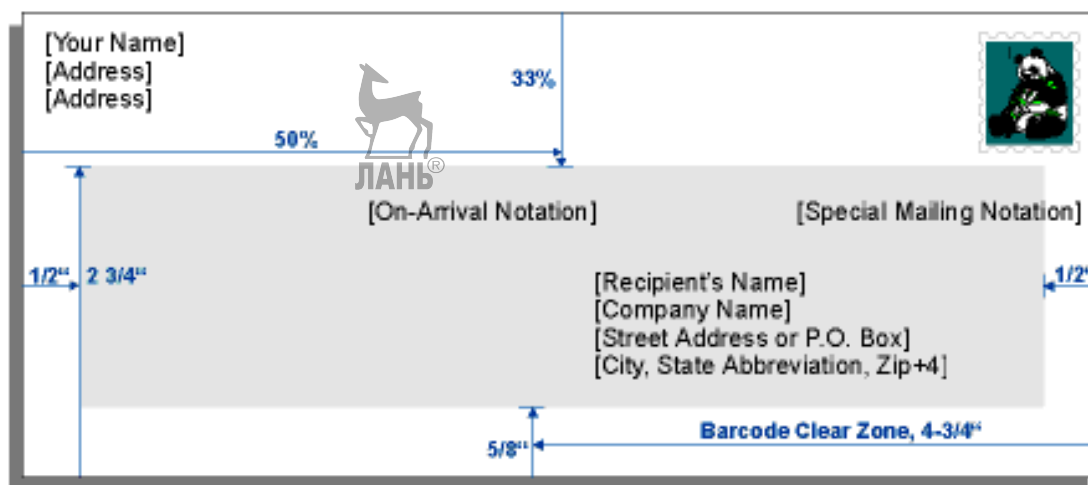 [Your Name]
[Address]
[Address]
33%
50%
ЛАНЬ®
[On-Arrival Notation]
[Special Mailing Notation]
1/2“
2 3/4“
1/2“
[Recipient's Name]
[Company Name]
[Street Address or P.O. Box]
[City, State Abbreviation, Zip+4]
5/8“
Barcode Clear Zone, 4-3/4“